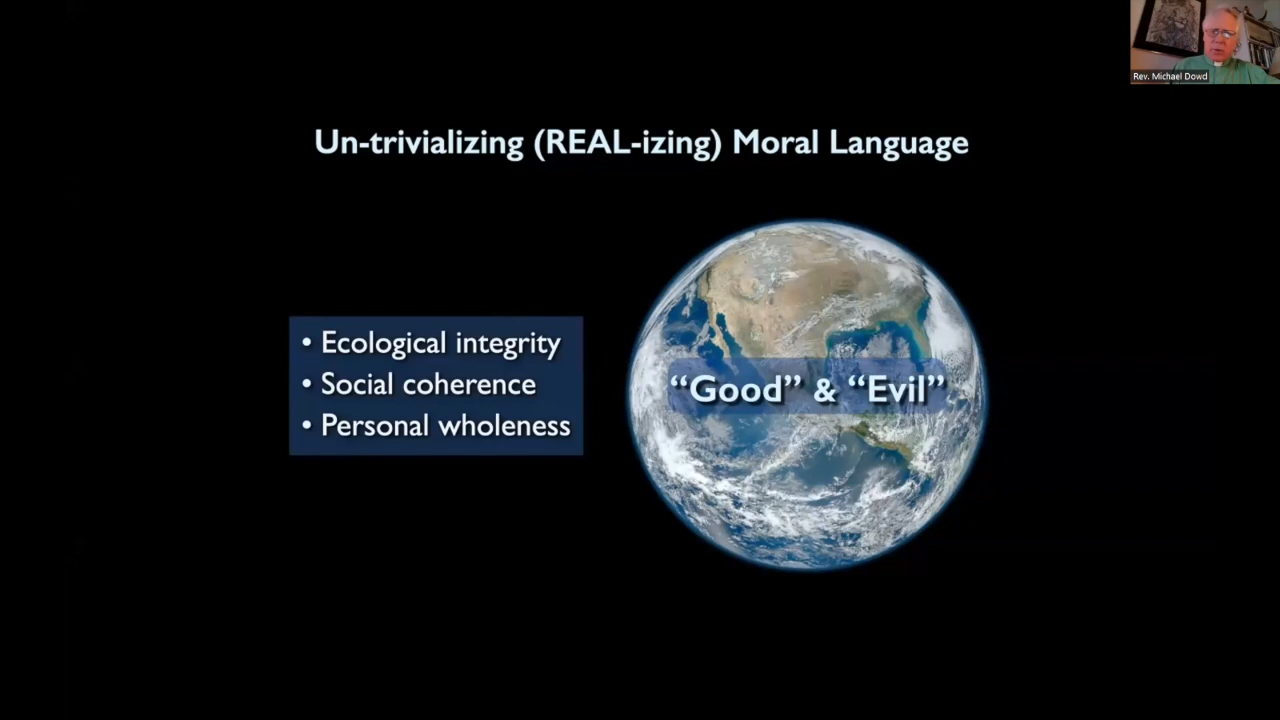 Rev. Michael Dowd
Un-trivializing (REAL-izing) Moral Language
• Ecological integrity
• Social coherence
• Personal wholeness
“Good” & “Evil”